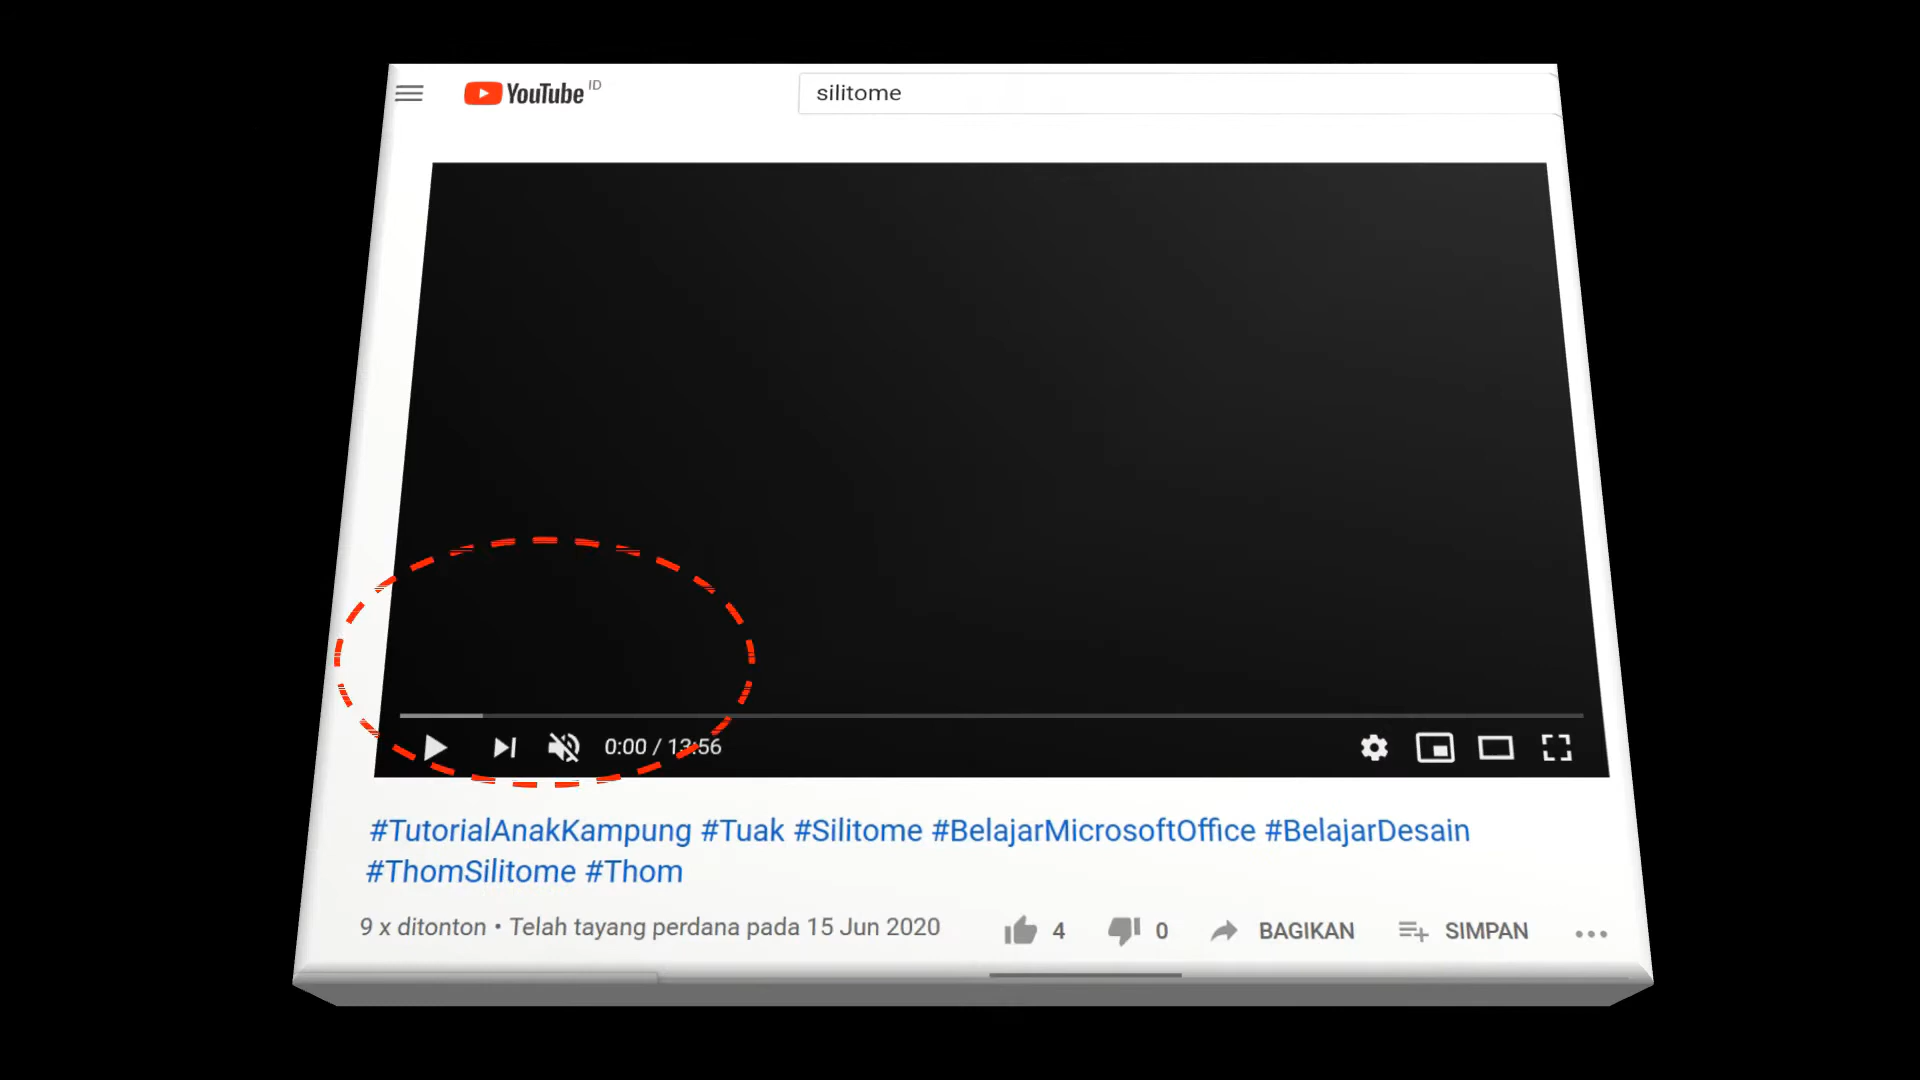 YouTube ID
silitome
0:00 / 13:56
#TutorialAnakKampung #Tuak #Silitome #BelajarMicrosoftOffice #BelajarDesain
#ThomSilitome #Thom
9 x ditonton • Telah tayang perdana pada 15 Jun 2020
4
0
BAGIKAN
SIMPAN